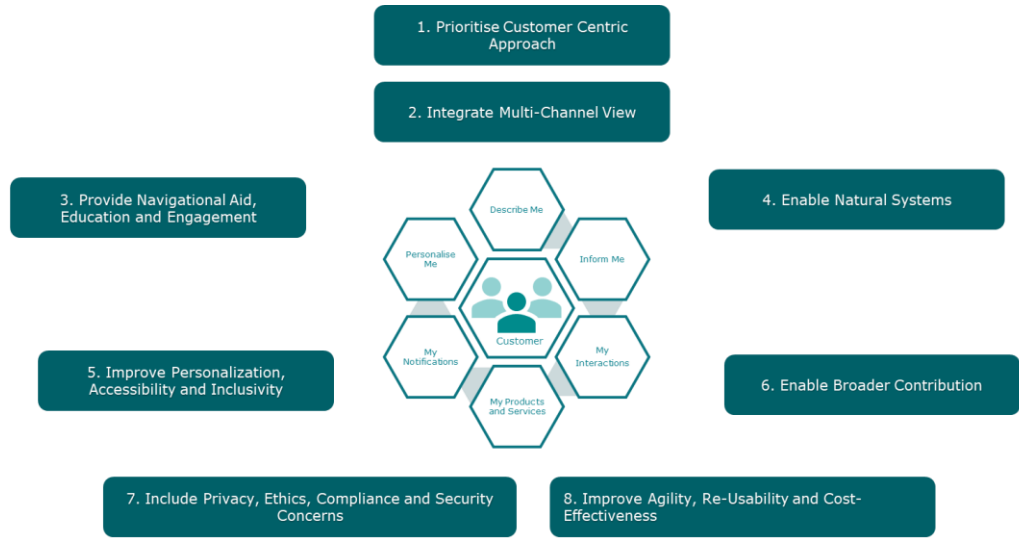 1. Prioritise Customer Centric
Approach
2. Integrate Multi-Channel View
3. Provide Navigational Aid,
Education and Engagement
4. Enable Natural Systems
Describe Me
Personalise
Me
Inform Me
Customer
My
Notifications
My
Interactions
My Products
and Services
5. Improve Personalization,
Accessibility and Inclusivity
6. Enable Broader Contribution
7. Include Privacy, Ethics, Compliance and Security
Concerns
8. Improve Agility, Re-Usability and Cost-
Effectiveness